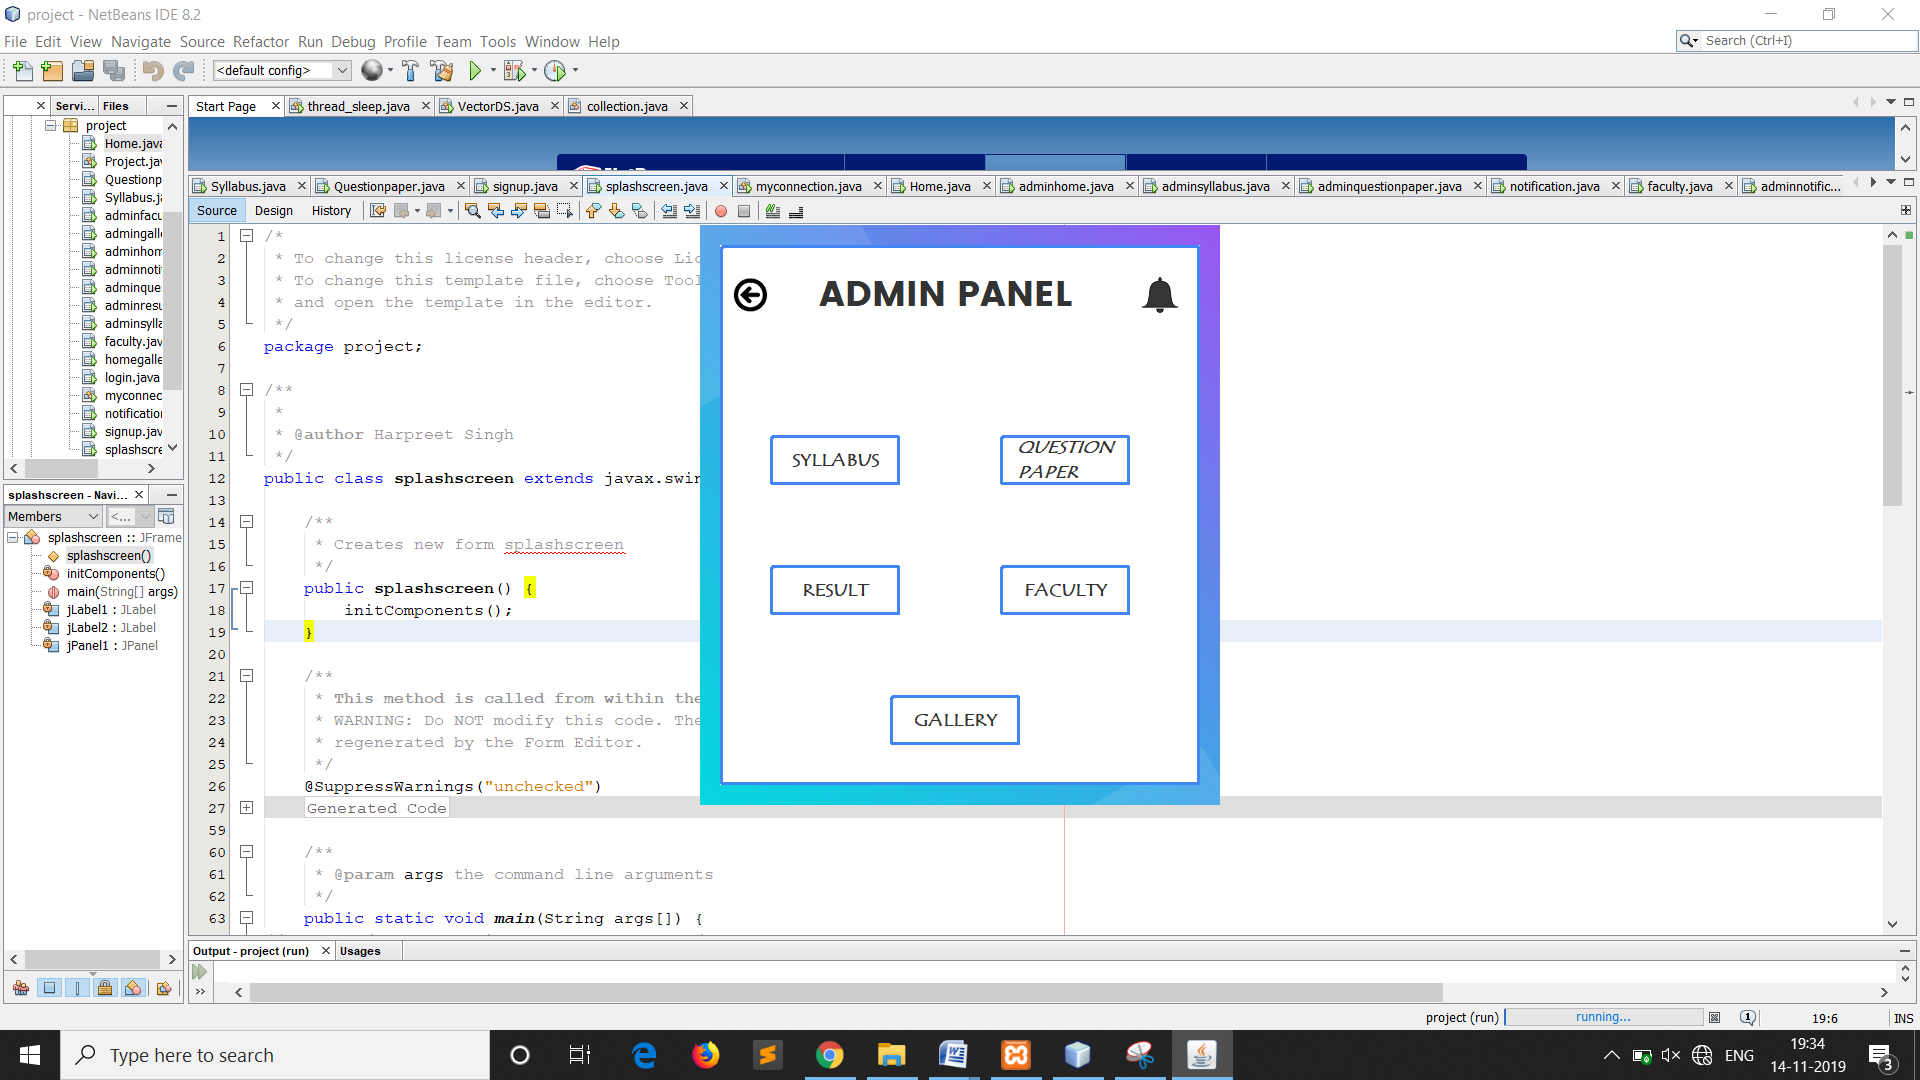 project - NetBeans IDE 8.2
File Edit View Navigate Source Refactor Run Debug Profile Team Tools Window Help
Search (Ctrl+I)
<default config>
Servi... Files
Start Page thread_sleep.java VectorDS.java collection.java
project
Home.java
Project.jav
Questionp
Syllabus.ja
adminfacu
admingalle
adminhom
adminnoti
adminque
adminresu
adminsylla
faculty.jav
homegalle
login.java
myconnec
notification
signup.jav
splashscre
Syllabus.java Questionpaper.java signup.java splashscreen.java myconnection.java Home.java adminhome.java adminsyllabus.java adminquestionpaper.java notification.java faculty.java adminnotific...
Source Design History
splashscreen - Navi...
Members <...
splashscreen :: JFrame
splashscreen()
initComponents()
main(String[] args)
jLabel1 : JLabel
jLabel2 : JLabel
jPanel1 : JPanel
1 /*
2 * To change this license header, choose Lic
3 * To change this template file, choose Tool
4 * and open the template in the editor.
5 */
6 package project;
7
8 /**
9 *
10 * @author Harpreet Singh
11 */
12 public class splashscreen extends javax.swin
13
14 /**
15 * Creates new form splashscreen
16 */
17 public splashscreen() {
18 initComponents();
19 }
20
21 /**
22 * This method is called from within the
23 * WARNING: Do NOT modify this code. The
24 * regenerated by the Form Editor.
25 */
26 @SuppressWarnings("unchecked")
27 Generated Code
59
60 /**
61 * @param args the command line arguments
62 */
63 public static void main(String args[]) {
ADMIN PANEL
SYLLABUS
QUESTION
PAPER
RESULT
FACULTY
GALLERY
Output - project (run) Usages
project (run) running... 1 19:6 INS
Type here to search
ENG
19:34
14-11-2019
3